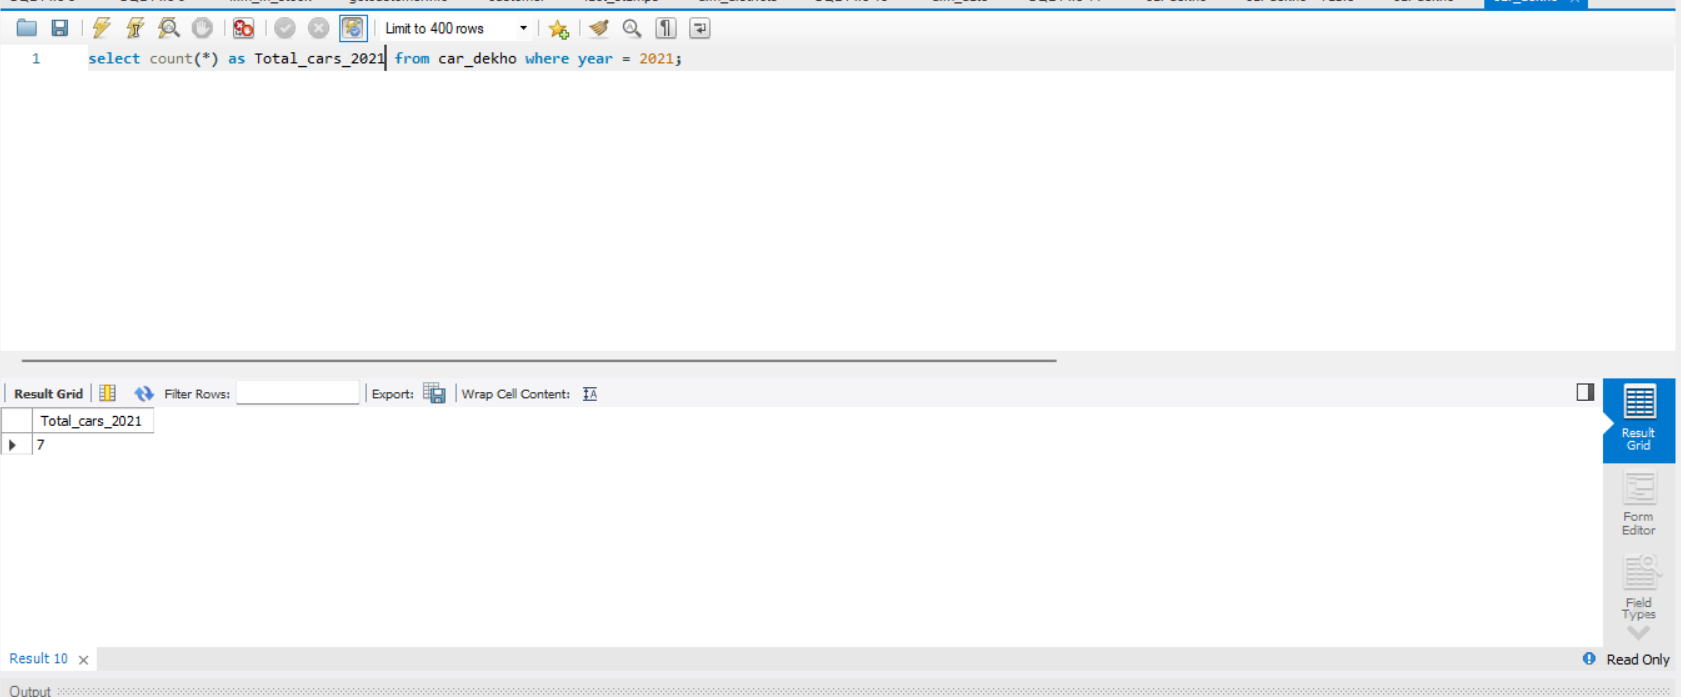 Limit to 400 rows
1 select count(*) as Total_cars_2021 from car_dekho where year = 2021;
Result Grid Filter Rows: Export: Wrap Cell Content:
Total_cars_2021
7
Result
Grid
Form
Editor
Field
Types
Result 10
Read Only
Output